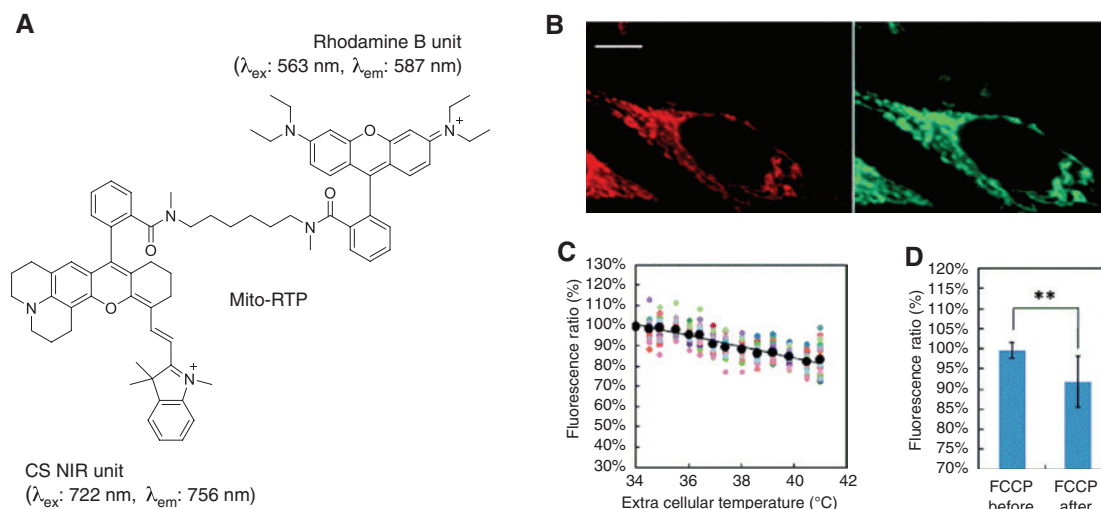 A
Rhodamine B unit
(λex: 563 nm, λem: 587 nm)
N
O
N
+
O
N
N
O
N
O
Mito-RTP
N
+
CS NIR unit
(λex: 722 nm, λem: 756 nm)
B
C
Fluorescence ratio (%)
130%
120%
110%
100%
90%
80%
70%
60%
50%
40%
30%
34
36
38
40
42
Extra cellular temperature (°C)
D
Fluorescence ratio (%)
120%
115%
110%
105%
100%
95%
90%
85%
80%
75%
70%
**
FCCP before
FCCP after